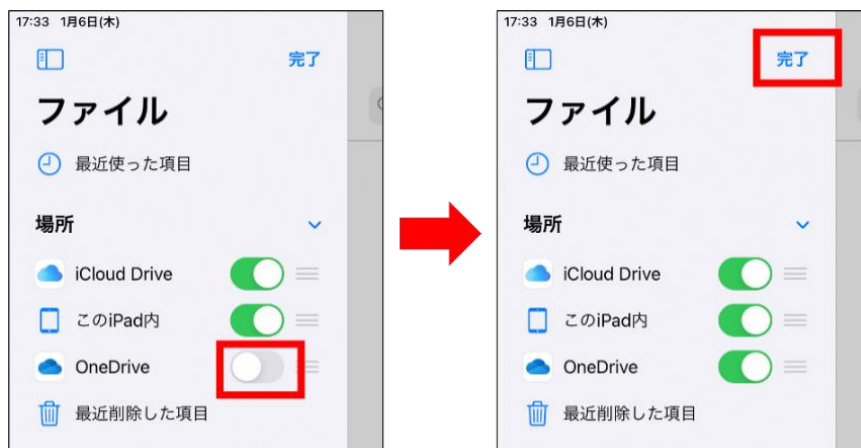 17:33 1月6日(木)
完了
ファイル
最近使った項目
場所
iCloud Drive
このiPad内
OneDrive
最近削除した項目
17:33 1月6日(木)
完了
ファイル
最近使った項目
場所
iCloud Drive
このiPad内
OneDrive
最近削除した項目